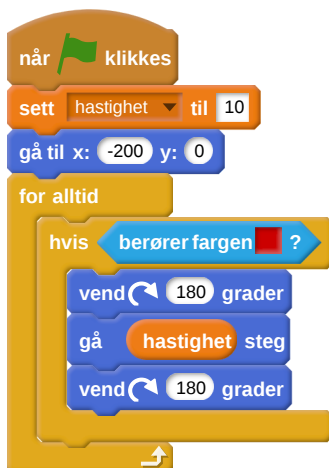 når klikkes
sett hastighet til 10
gå til x: -200 y: 0
for alltid
hvis berører fargen ?
vend 180 grader
gå hastighet steg
vend 180 grader